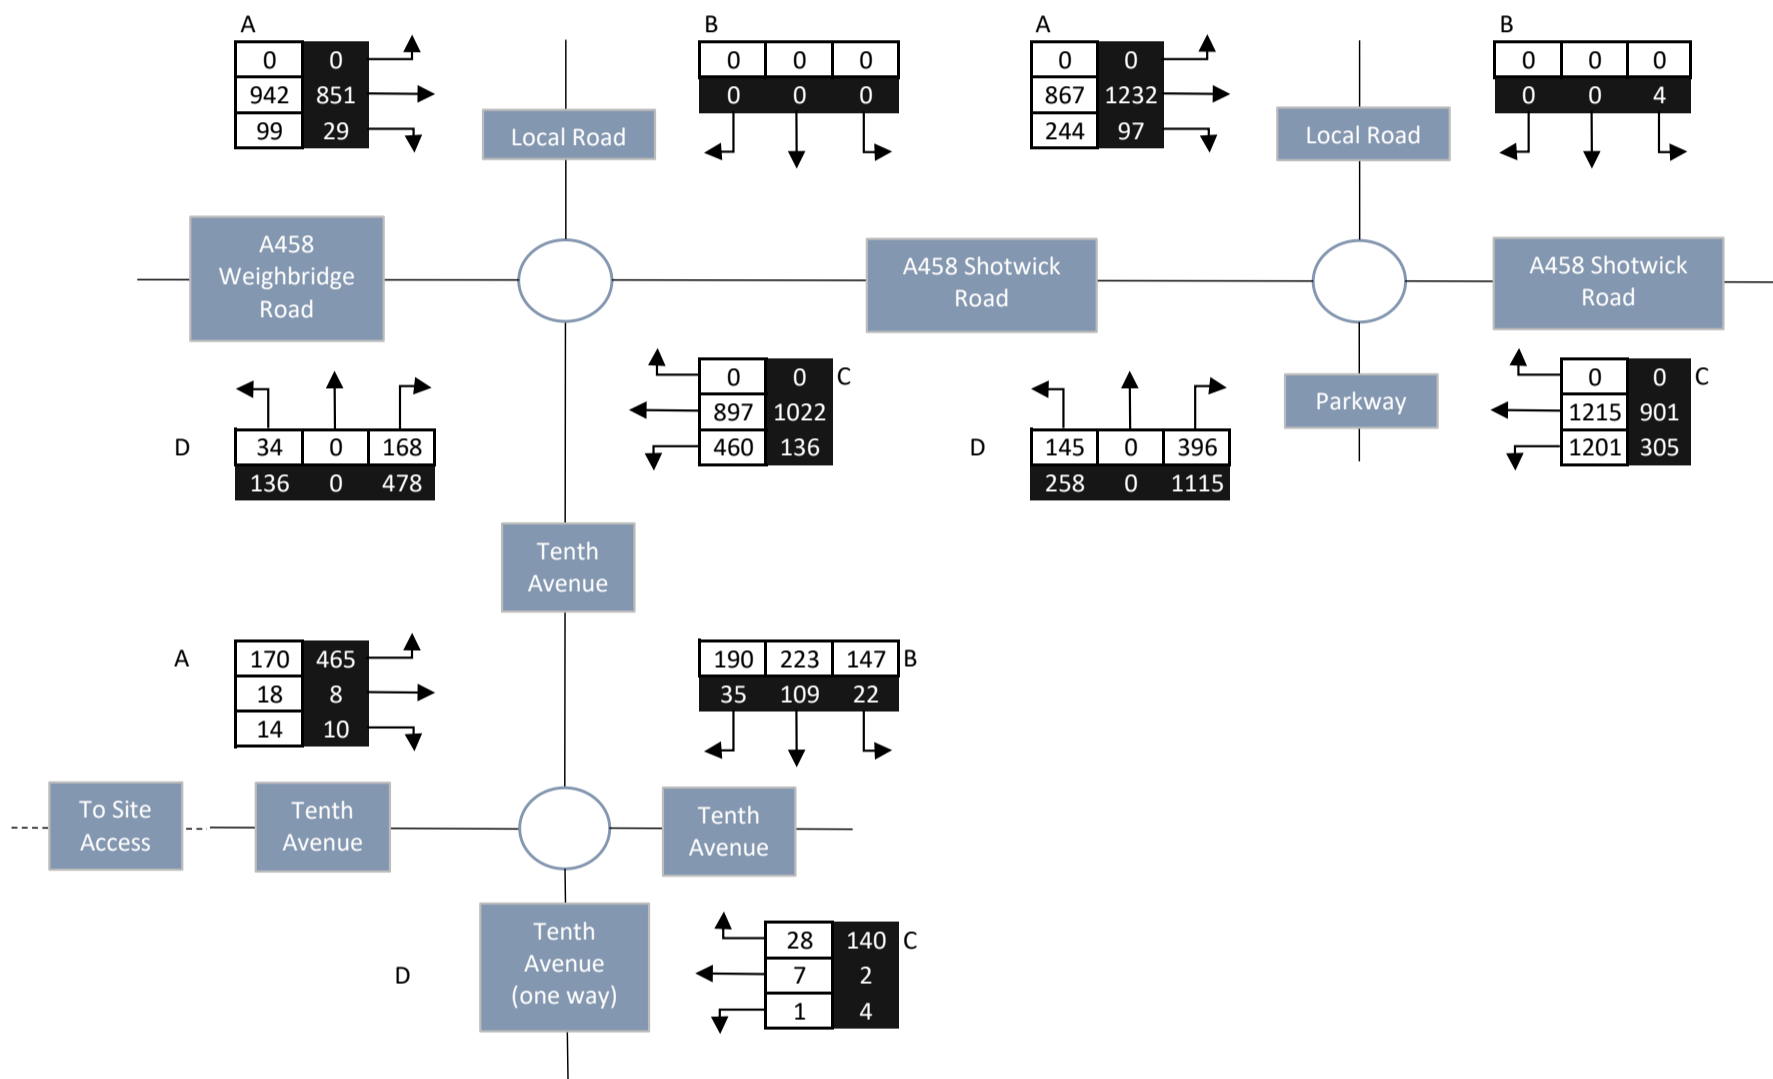 A
0 0
942 851
99 29
Local Road
B
0 0 0
0 0 0
A
0 0
867 1232
244 97
Local Road
B
0 0 0
0 0 4
A458
Weighbridge
Road
A458 Shotwick
Road
A458 Shotwick
Road
D
34 0 168
136 0 478
0 0 C
897 1022
460 136
D
145 0 396
258 0 1115
Parkway
0 0 C
1215 901
1201 305
Tenth
Avenue
A
170 465
18 8
14 10
190 223 147 B
35 109 22
To Site
Access
Tenth
Avenue
Tenth
Avenue
D
Tenth
Avenue
(one way)
28 140 C
7 2
1 4